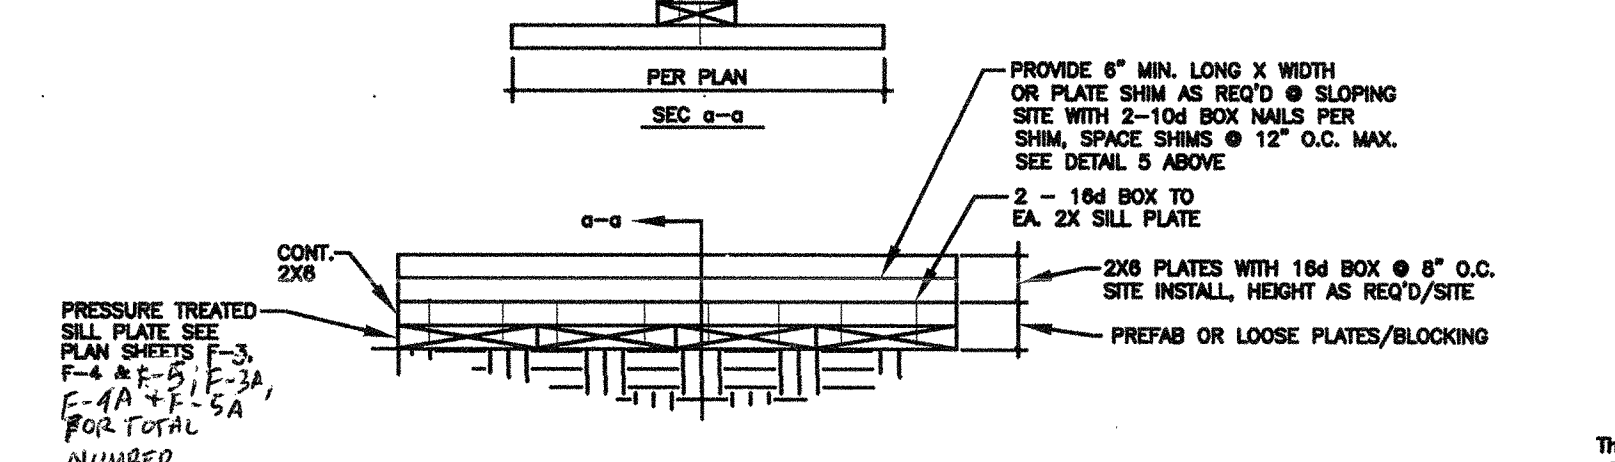 PER PLAN
SEC a-a
PROVIDE 6" MIN. LONG X WIDTH
OR PLATE SHIM AS REQ'D @ SLOPING
SITE WITH 2-10d BOX NAILS PER
SHIM, SPACE SHIMS @ 12" O.C. MAX.
SEE DETAIL 5 ABOVE
2 - 16d BOX TO
EA. 2X SILL PLATE
a-a
CONT.
2X6
2X6 PLATES WITH 16d BOX @ 8" O.C.
SITE INSTALL, HEIGHT AS REQ'D/SITE
PREFAB OR LOOSE PLATES/BLOCKING
PRESSURE TREATED
SILL PLATE SEE
PLAN SHEETS F-3,
F-4 & F-5, F-3A,
F-4A + F-5A
FOR TOTAL
NUMBER
Th